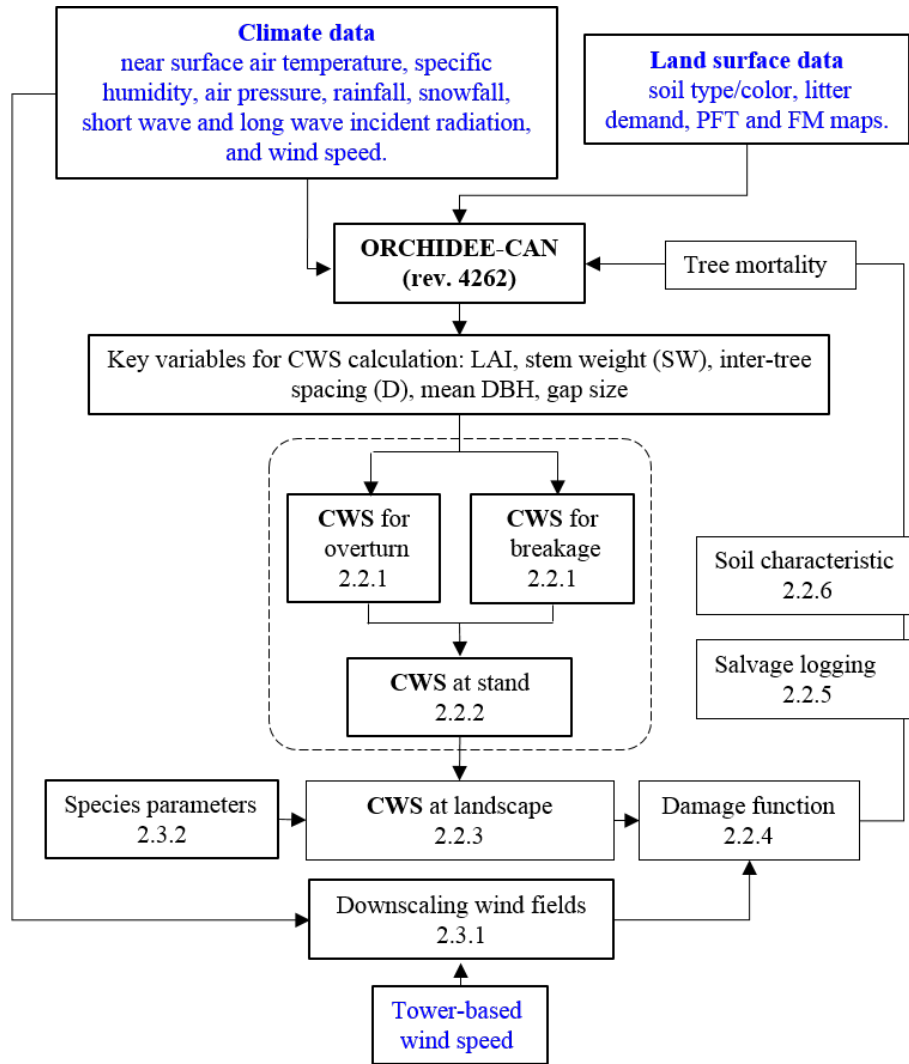 Climate data
near surface air temperature, specific
humidity, air pressure, rainfall, snowfall,
short wave and long wave incident radiation,
and wind speed.
Land surface data
soil type/color, litter
demand, PFT and FM maps.
ORCHIDEE-CAN
(rev. 4262)
Tree mortality
Key variables for CWS calculation: LAI, stem weight (SW), inter-tree
spacing (D), mean DBH, gap size
CWS for
overturn
2.2.1
CWS for
breakage
2.2.1
Soil characteristic
2.2.6
Salvage logging
2.2.5
CWS at stand
2.2.2
Species parameters
2.3.2
CWS at landscape
2.2.3
Damage function
2.2.4
Downscaling wind fields
2.3.1
Tower-based
wind speed